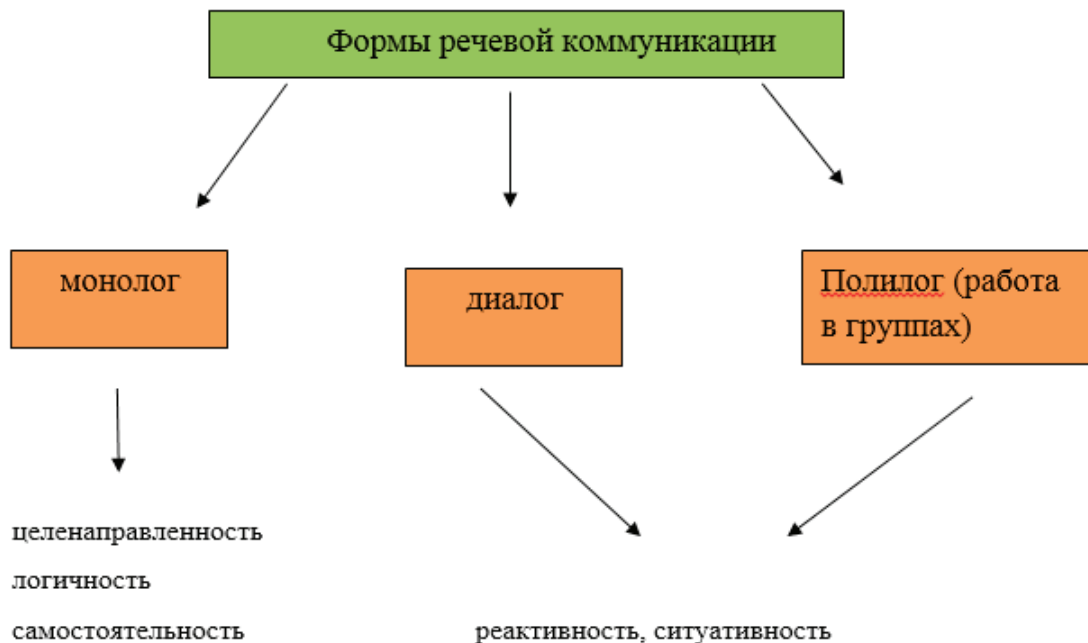 Формы речевой коммуникации
монолог
диалог
Полилог (работа
в группах)
целенаправленность
логичность
самостоятельность
реактивность, ситуативность